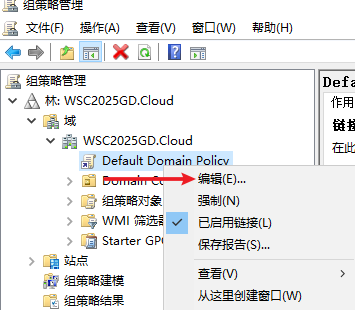 组策略管理
文件(F) 操作(A) 查看(V) 窗口(W) 帮助(H)
组策略管理
林: WSC2025GD.Cloud
域
WSC2025GD.Cloud
Default Domain Policy
Domain Co
组策略对象
WMI 筛选器
Starter GPO
站点
组策略建模
组策略结果
编辑(E)...
强制(N)
已启用链接(L)
保存报告(S)...
查看(V)
从这里创建窗口(W)
Defa
作用
链接
在此